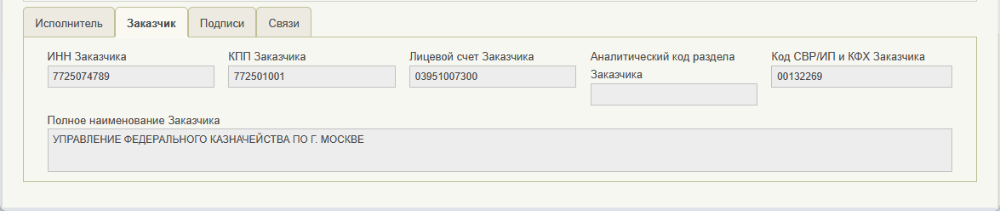 Исполнитель Заказчик Подписи Связи
ИНН Заказчика КПП Заказчика Лицевой счет Заказчика Аналитический код раздела Заказчика Код СВР/ИП и КФХ Заказчика
7725074789 772501001 03951007300 00132269
Полное наименование Заказчика
УПРАВЛЕНИЕ ФЕДЕРАЛЬНОГО КАЗНАЧЕЙСТВА ПО Г. МОСКВЕ